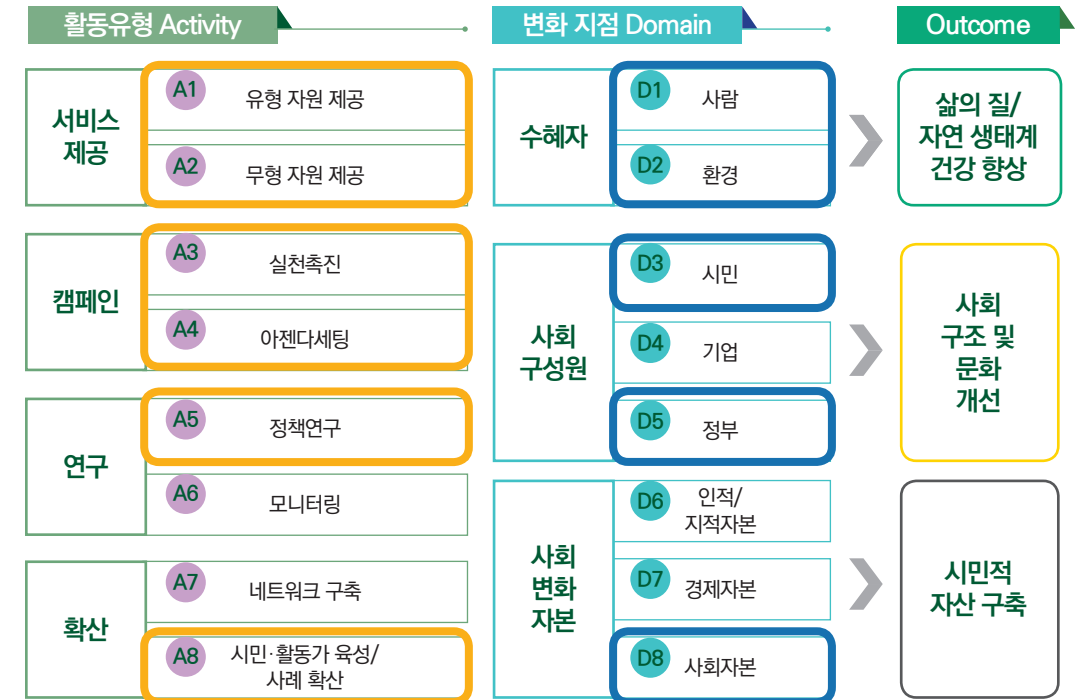 활동유형 Activity
변화 지점 Domain
Outcome
서비스
제공
A1
유형 자원 제공
A2
무형 자원 제공
수혜자
D1
사람
D2
환경
삶의 질/
자연 생태계
건강 향상
캠페인
A3
실천촉진
A4
아젠다세팅
연구
A5
정책연구
A6
모니터링
사회
구성원
D3
시민
D4
기업
D5
정부
사회
구조 및
문화
개선
확산
A7
네트워크 구축
A8
시민·활동가 육성/
사례 확산
사회
변화
자본
D6
인적/
지적자본
D7
경제자본
D8
사회자본
시민적
자산 구축